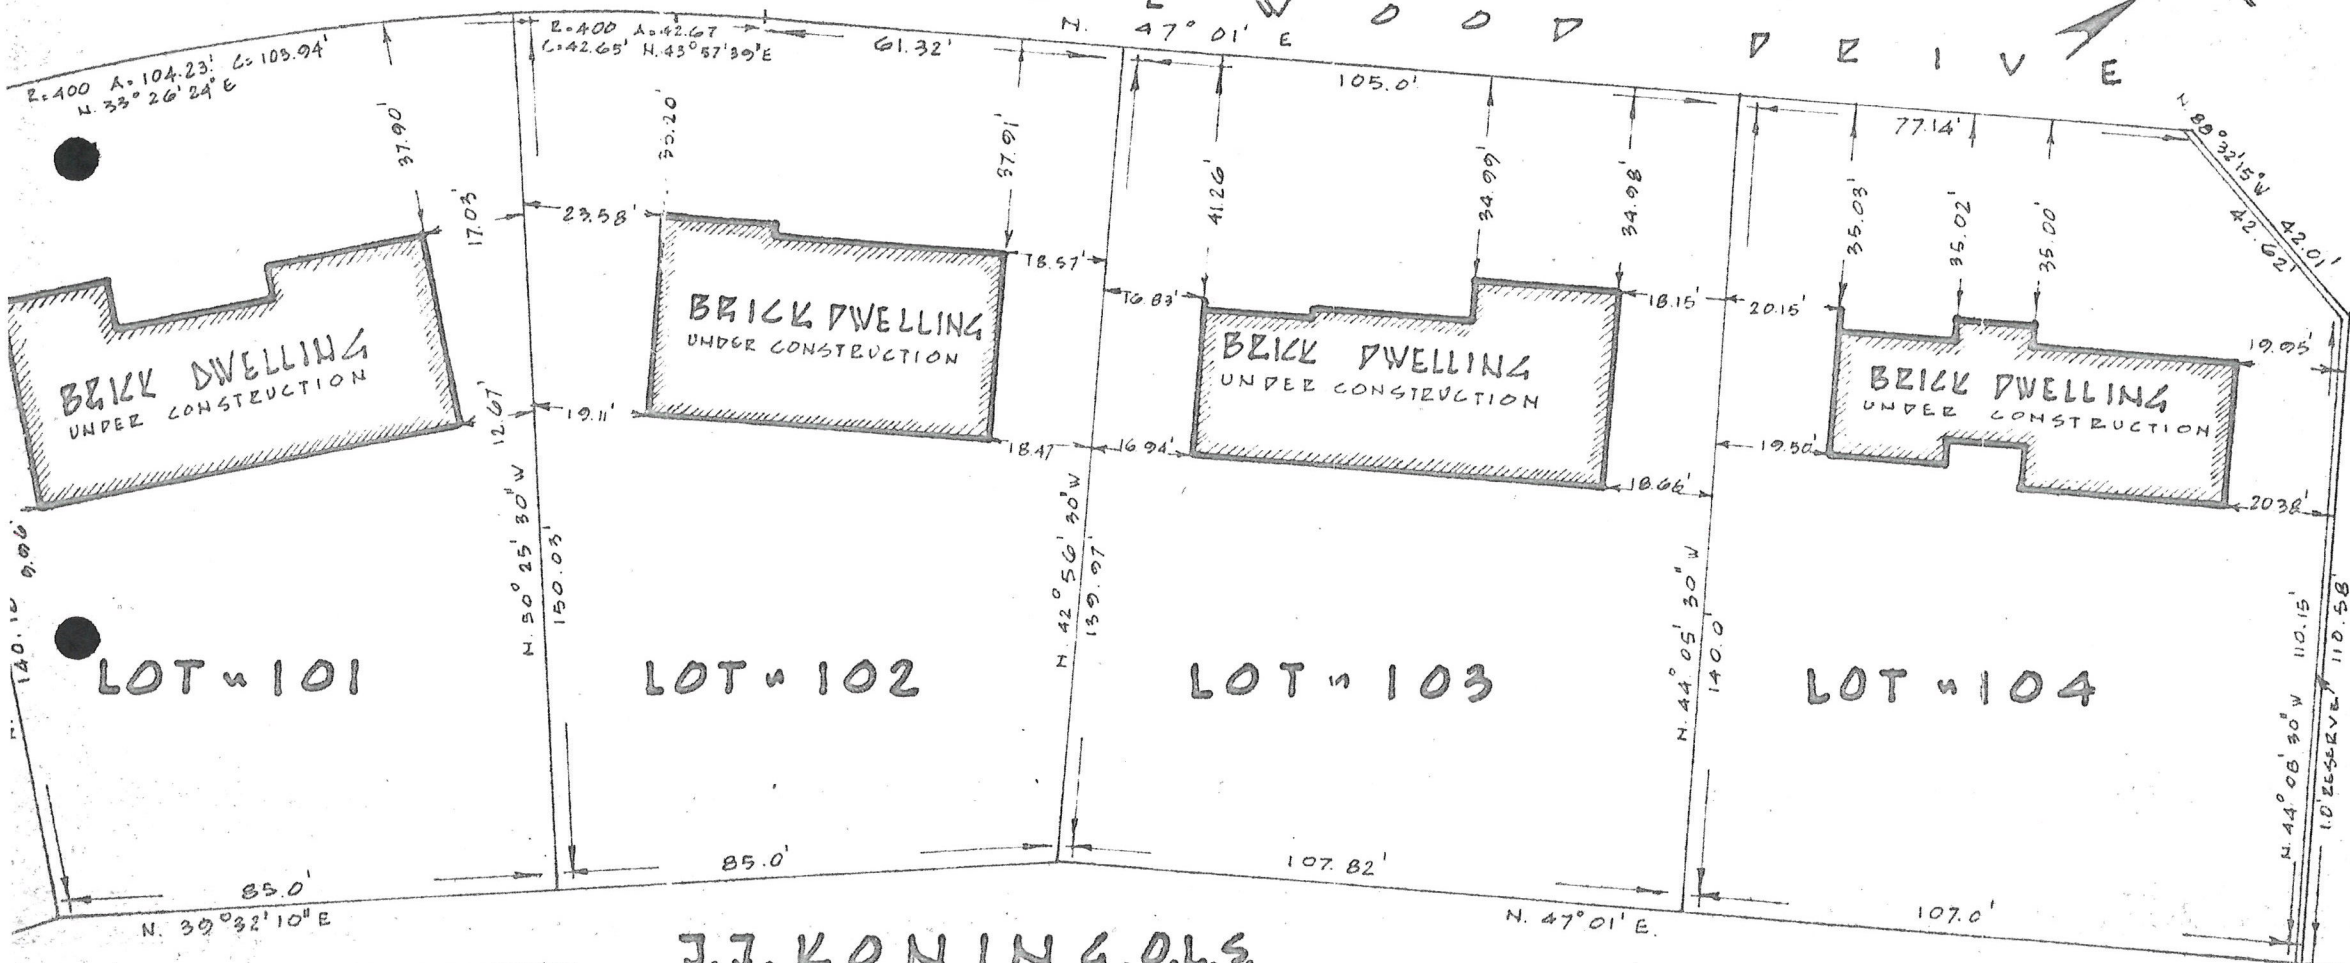 W O O D
D R I V E
N. 47° 01' E
R=400 A=104.23' C=103.94'
N. 33° 26' 24" E
R=400 A=42.67
C=42.65' N. 43° 57' 39" E
61.32'
105.0'
77.14'
N. 88° 32' 15" W
42.01'
42.62'
37.90'
37.91'
41.26'
34.99'
34.98'
35.03'
35.02'
35.00'
17.03'
23.58'
18.57'
16.83'
18.15'
20.15'
19.95'
BRICK DWELLING
UNDER CONSTRUCTION
BRICK DWELLING
UNDER CONSTRUCTION
BRICK DWELLING
UNDER CONSTRUCTION
BRICK DWELLING
UNDER CONSTRUCTION
12.67'
19.11'
18.47
16.94'
18.66'
19.50'
20.38'
9.96'
N. 50° 25' 30" W
150.03'
N. 42° 56' 30" W
139.97'
N. 44° 05' 30" W
140.0'
N. 44° 08' 30" W 110.15'
1.0' RESERVE 110.58'
LOT " 101
LOT " 102
LOT " 103
LOT " 104
85.0'
N. 39° 32' 10" E
85.0'
107.82'
N. 47° 01' E.
107.0'
J.J. KONING. O.L.S.